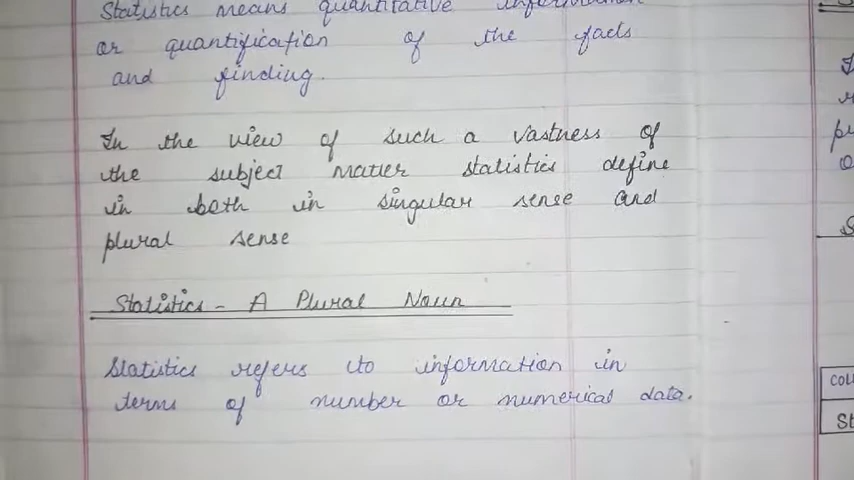 Statistics means quantitative information
or quantification of the facts
and finding.
In the view of such a vastness of
the subject matter statistics define
in both in singular sense and
plural sense
Statistics - A Plural Noun
Statistics refers to information in
terms of number or numerical data.